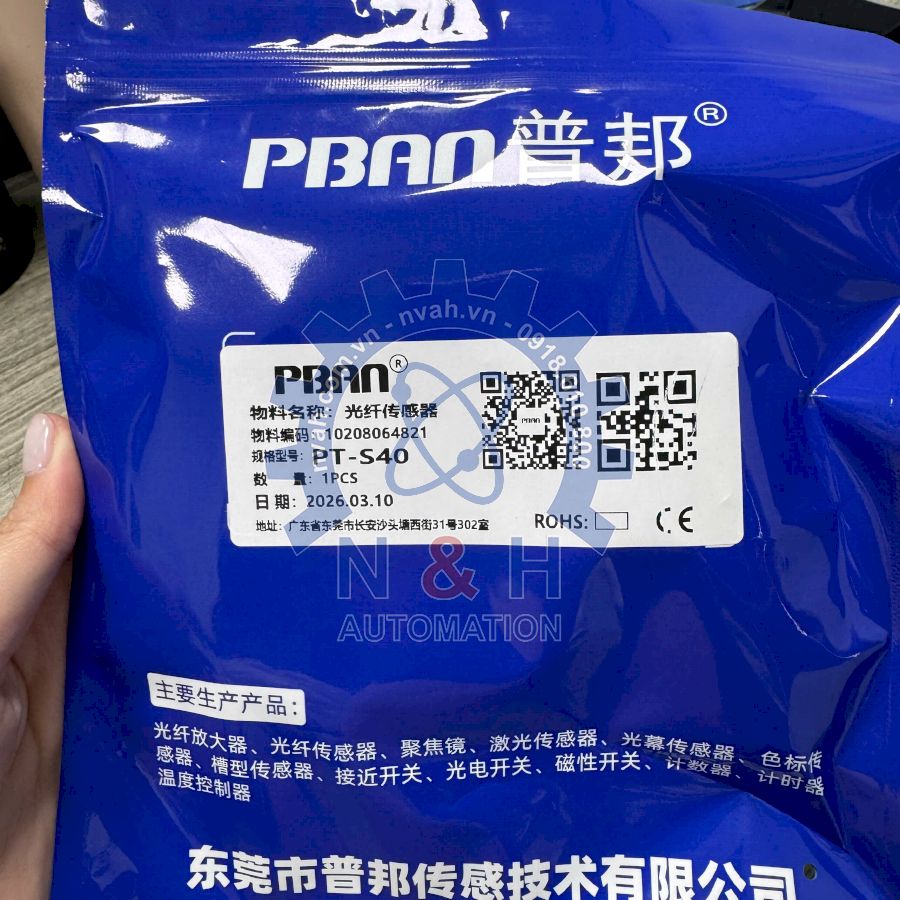 PBAN普邦®
PBAN®
物料名称：光纤传感器
物料编码：10208064821
规格型号：PT-S40
数 量：1PCS
日 期：2026.03.10
地址：广东省东莞市长安沙头塘西街31号302室
ROHS:
CE
PBAN
nvah.com.vn - nvah.vn - 0918
N & H
AUTOMATION
主要生产产品：
光纤放大器、光纤传感器、聚焦镜、激光传感器、光幕传感器、色标传
感器、槽型传感器、接近开关、光电开关、磁性开关、计数器、计时器
温度控制器
东莞市普邦传感技术有限公司